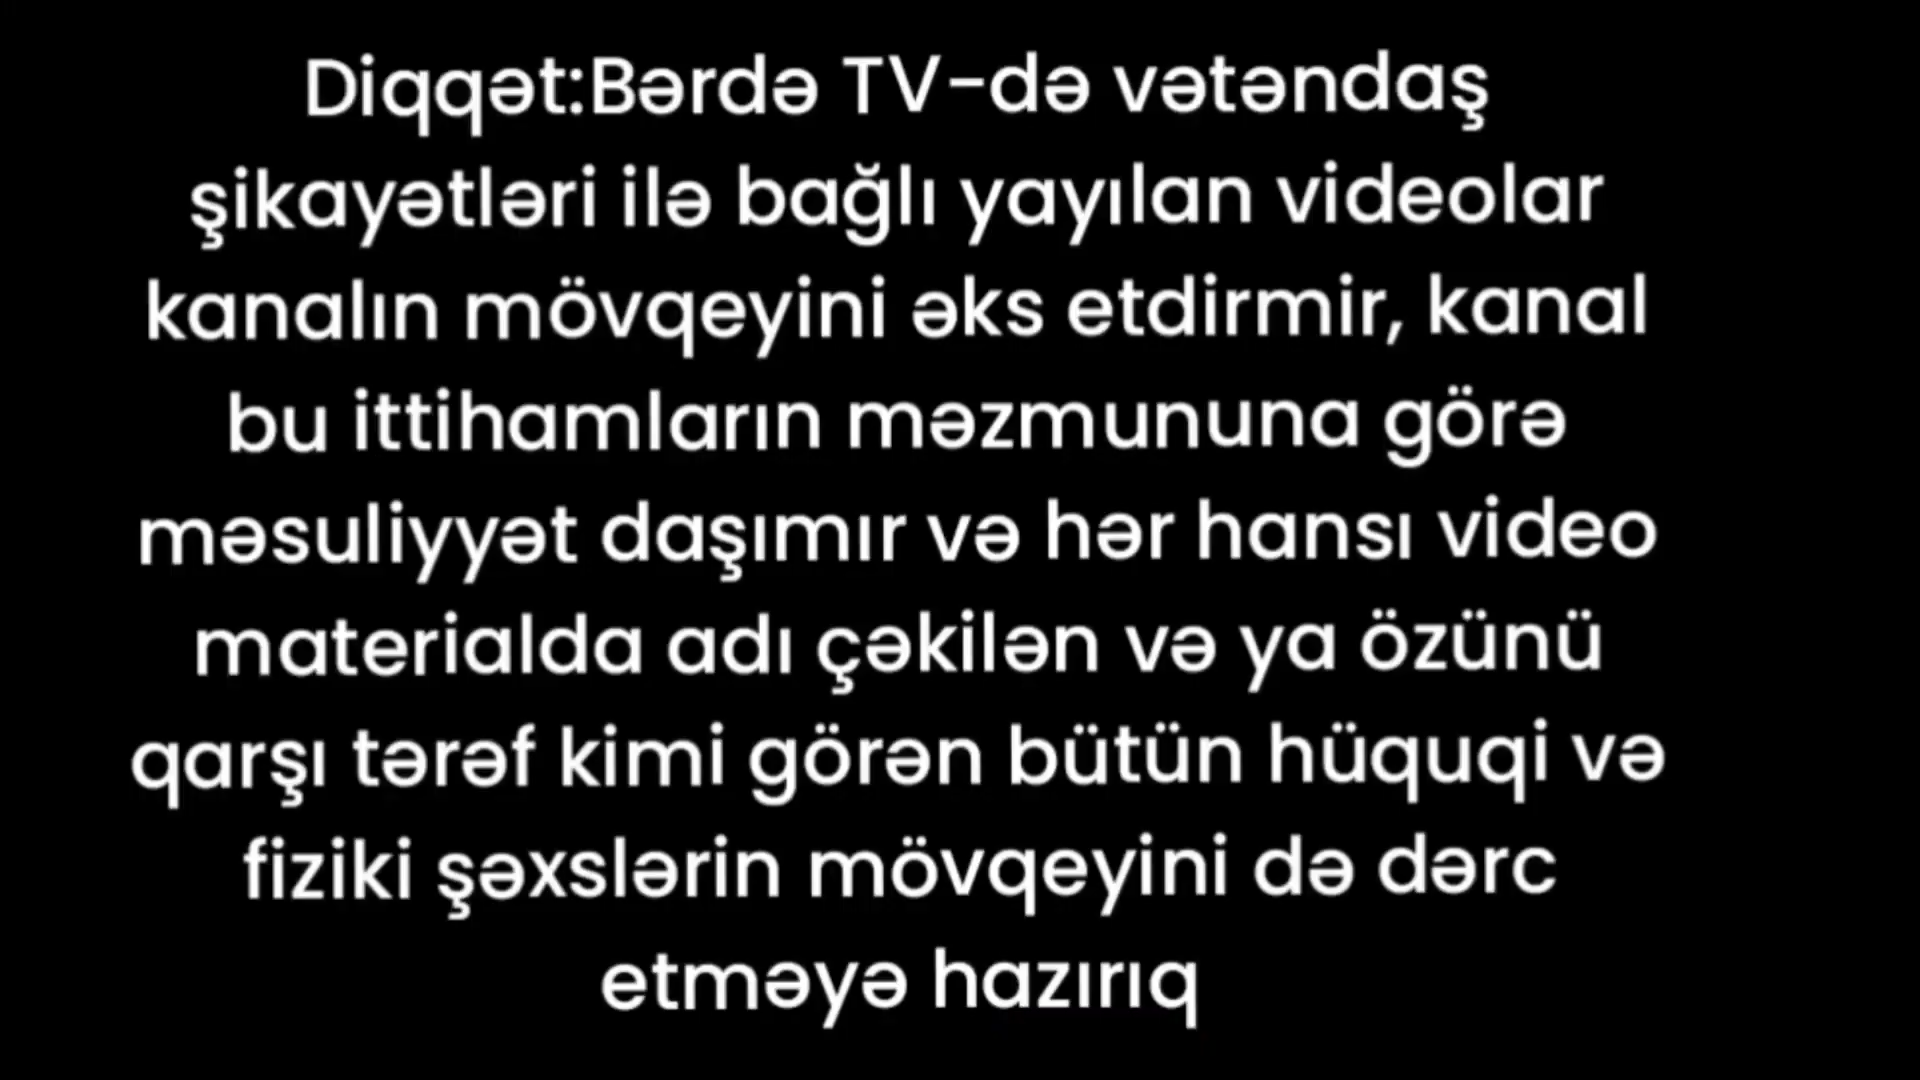 Diqqət:Bərdə TV-də vətəndaş
şikayətləri ilə bağlı yayılan videolar
kanalın mövqeyini əks etdirmir, kanal
bu ittihamların məzmununa görə
məsuliyyət daşımır və hər hansı video
materialda adı çəkilən və ya özünü
qarşı tərəf kimi görən bütün hüquqi və
fiziki şəxslərin mövqeyini də dərc
etməyə hazırıq